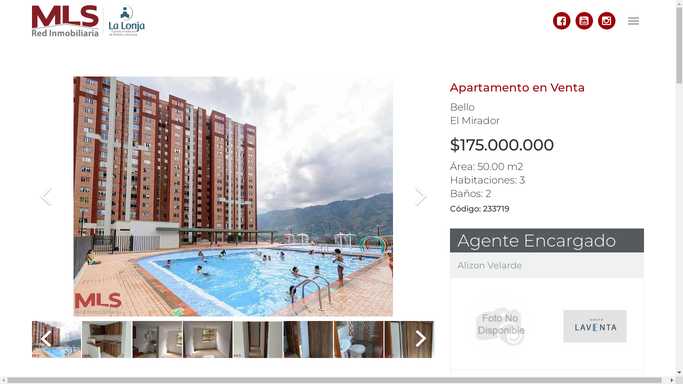 MLS
Red Inmobiliaria
La Lonja
Apartamento en Venta
Bello
El Mirador
$175.000.000
Área: 50.00 m2
Habitaciones: 3
Baños: 2
Código: 233719
Agente Encargado
Alizon Velarde
MLS
Foto No
Disponible
LAVENTA